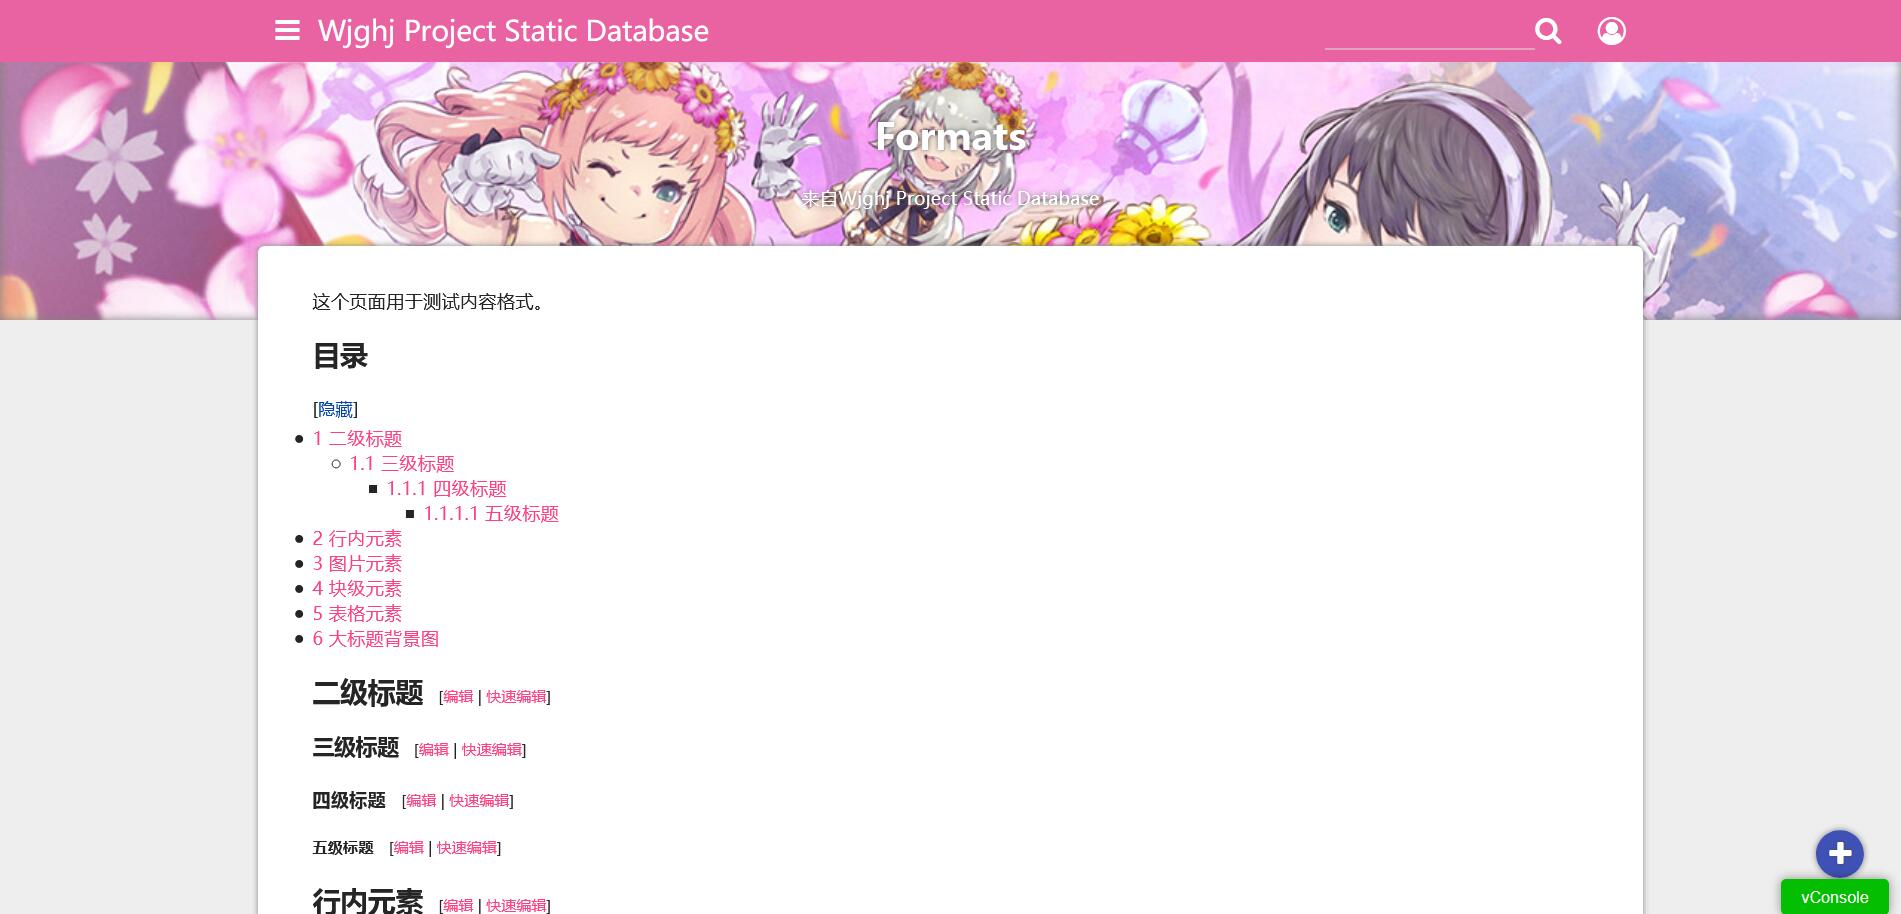 Wjghj Project Static Database
Formats
来自Wjghj Project Static Database
这个页面用于测试内容格式。
目录
[隐藏]
1 二级标题
1.1 三级标题
1.1.1 四级标题
1.1.1.1 五级标题
2 行内元素
3 图片元素
4 块级元素
5 表格元素
6 大标题背景图
二级标题 [编辑 | 快速编辑]
三级标题 [编辑 | 快速编辑]
四级标题 [编辑 | 快速编辑]
五级标题 [编辑 | 快速编辑]
行内元素 [编辑 | 快速编辑]
vConsole